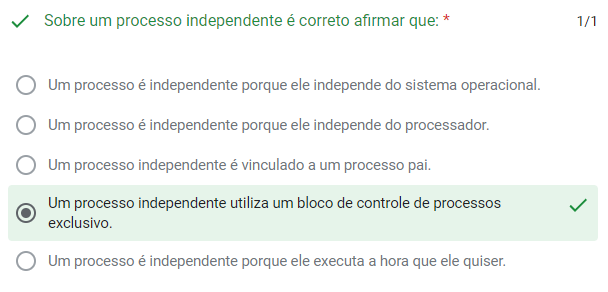 Sobre um processo independente é correto afirmar que: *
1/1
Um processo é independente porque ele independe do sistema operacional.
Um processo é independente porque ele independe do processador.
Um processo independente é vinculado a um processo pai.
Um processo independente utiliza um bloco de controle de processos
exclusivo.
Um processo é independente porque ele executa a hora que ele quiser.